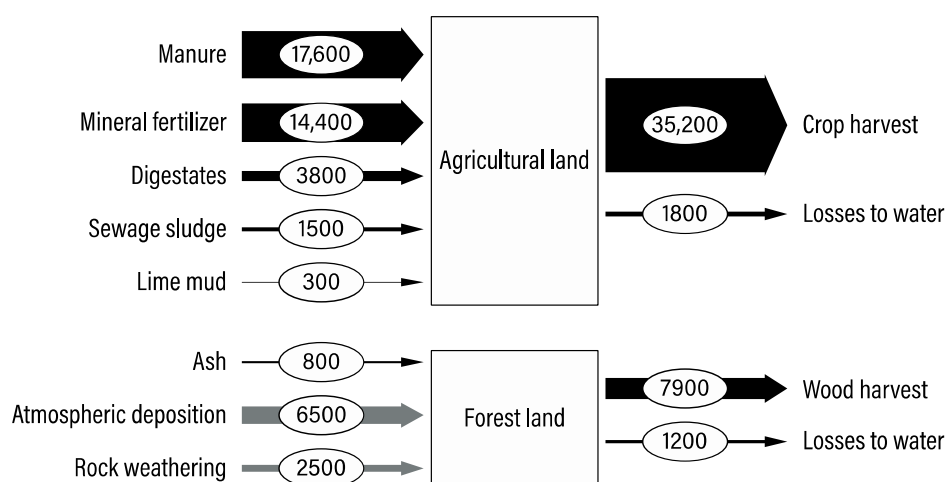 Manure
17,600
Mineral fertilizer
14,400
Digestates
3800
Sewage sludge
1500
Lime mud
300
Agricultural land
35,200
Crop harvest
1800
Losses to water
Ash
800
Atmospheric deposition
6500
Rock weathering
2500
Forest land
7900
Wood harvest
1200
Losses to water